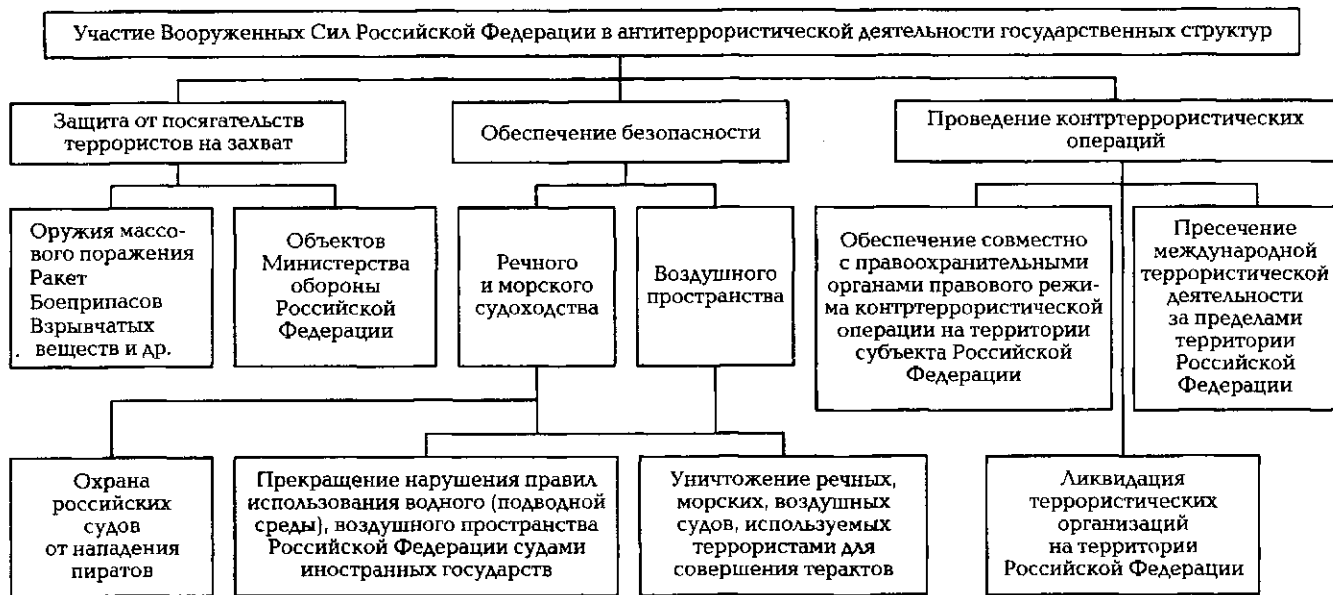 Участие Вооруженных Сил Российской Федерации в антитеррористической деятельности государственных структур
Защита от посягательств
террористов на захват
Обеспечение безопасности
Проведение контртеррористических
операций
Оружия массо-
вого поражения
Ракет
Боеприпасов
Взрывчатых
веществ и др.
Объектов
Министерства
обороны
Российской
Федерации
Речного
и морского
судоходства
Воздушного
пространства
Обеспечение совместно
с правоохранительными
органами правового режи-
ма контртеррористической
операции на территории
субъекта Российской
Федерации
Пресечение
международной
террористической
деятельности
за пределами
территории
Российской
Федерации
Охрана
российских
судов
от нападения
пиратов
Прекращение нарушения правил
использования водного (подводной
среды), воздушного пространства
Российской Федерации судами
иностранных государств
Уничтожение речных,
морских, воздушных
судов, используемых
террористами для
совершения терактов
Ликвидация
террористических
организаций
на территории
Российской Федерации